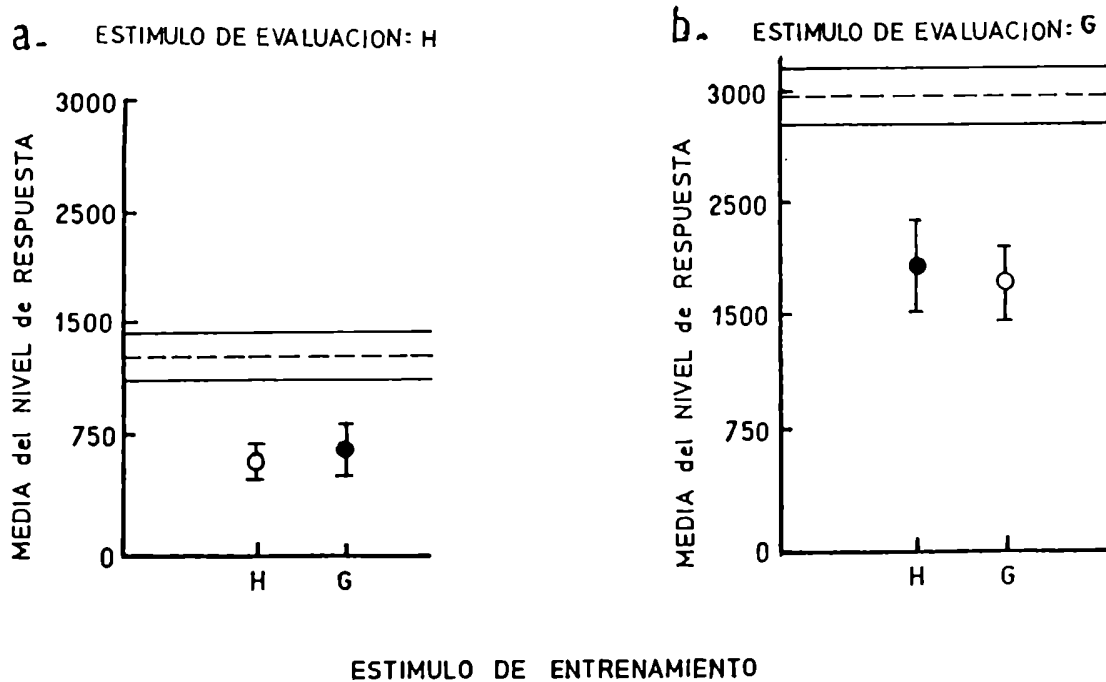 a. ESTIMULO DE EVALUACION: H
MEDIA del NIVEL de RESPUESTA
3000
2500
1500
750
0
H G
b. ESTIMULO DE EVALUACION: G
MEDIA del NIVEL de RESPUESTA
3000
2500
1500
750
0
H G
ESTIMULO DE ENTRENAMIENTO